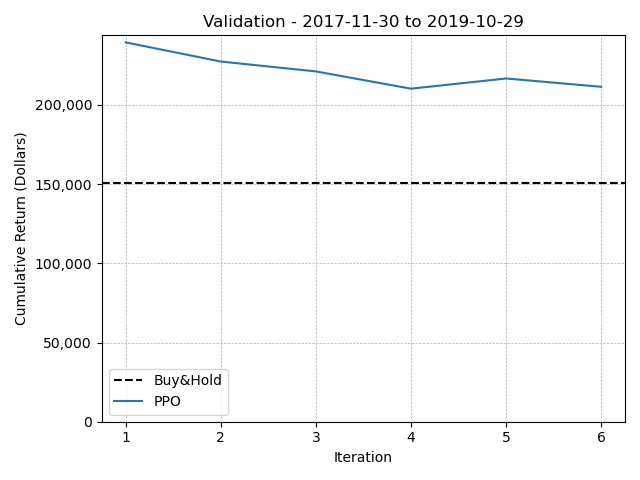 Validation - 2017-11-30 to 2019-10-29
Cumulative Return (Dollars)
200,000
150,000
100,000
50,000
0
Buy&Hold
PPO
1 2 3 4 5 6
Iteration